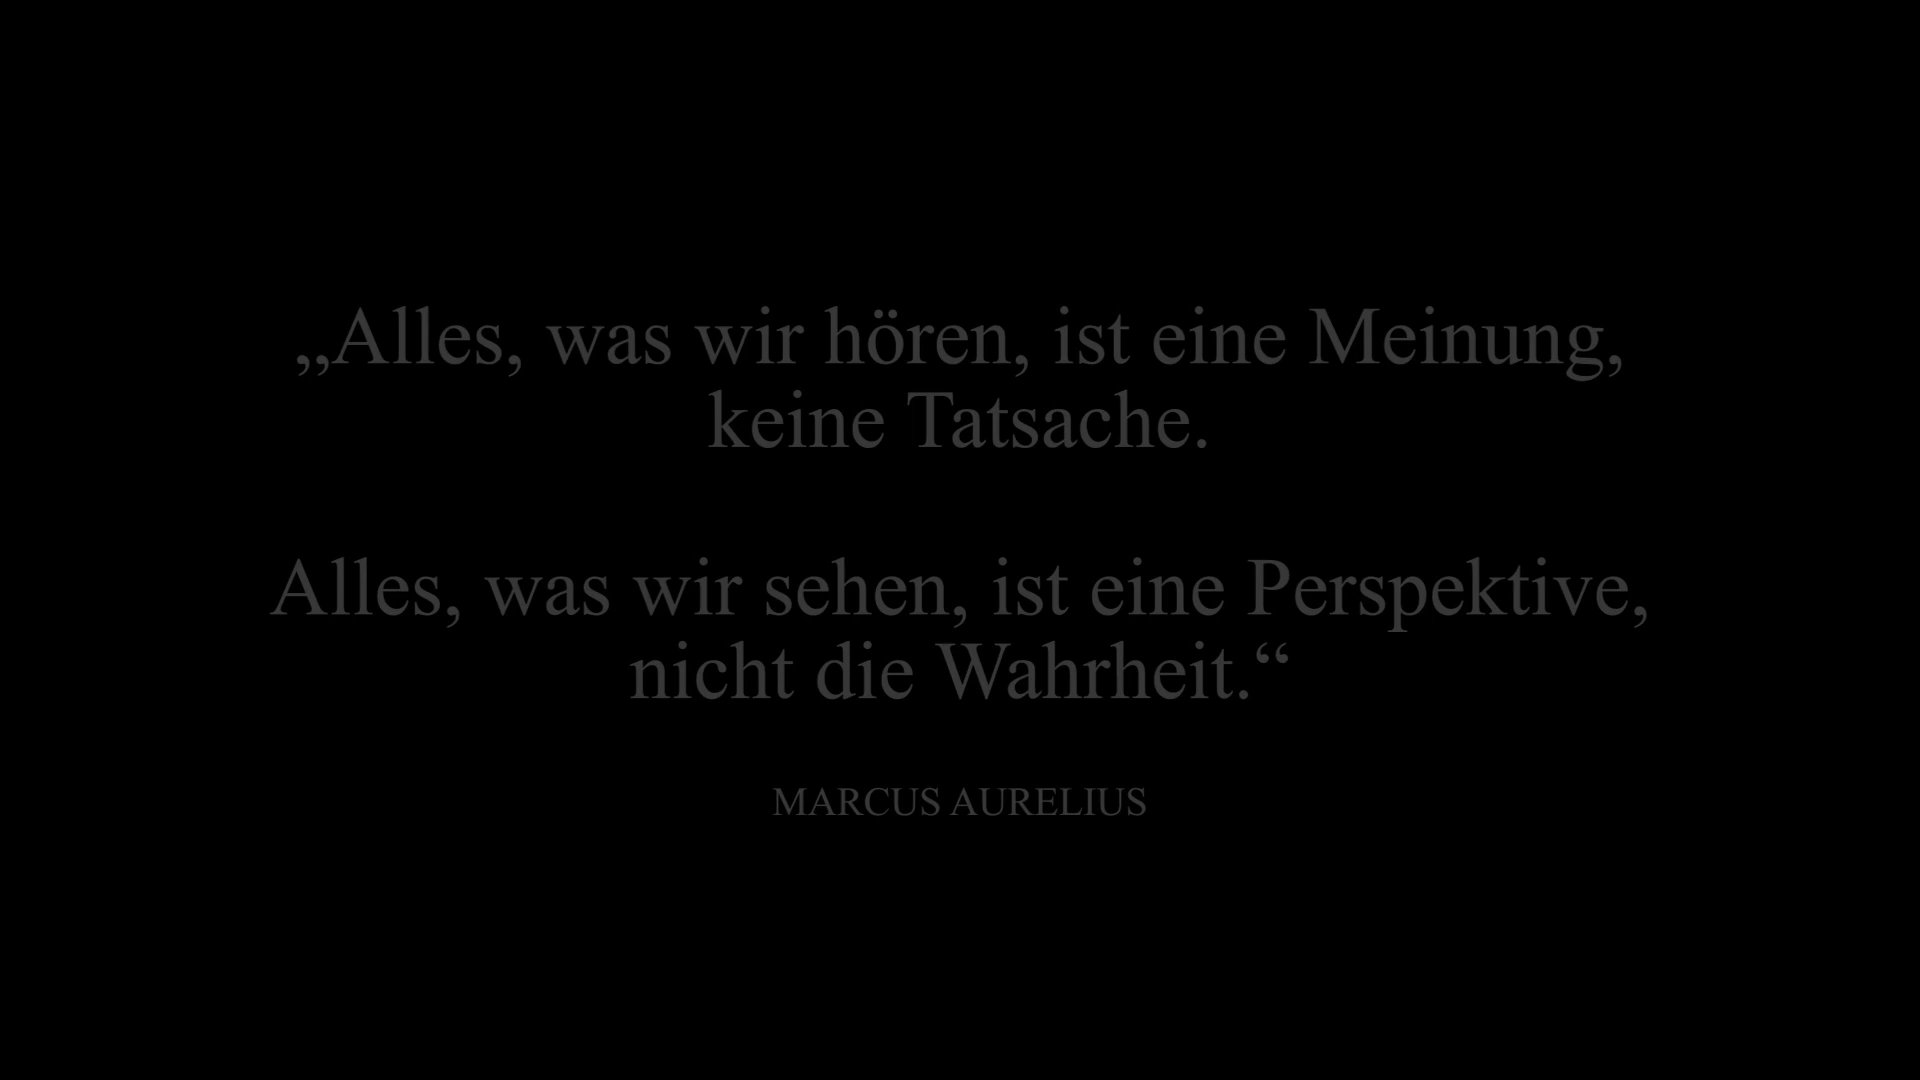 „Alles, was wir hören, ist eine Meinung,
keine Tatsache.
Alles, was wir sehen, ist eine Perspektive,
nicht die Wahrheit.“
MARCUS AURELIUS